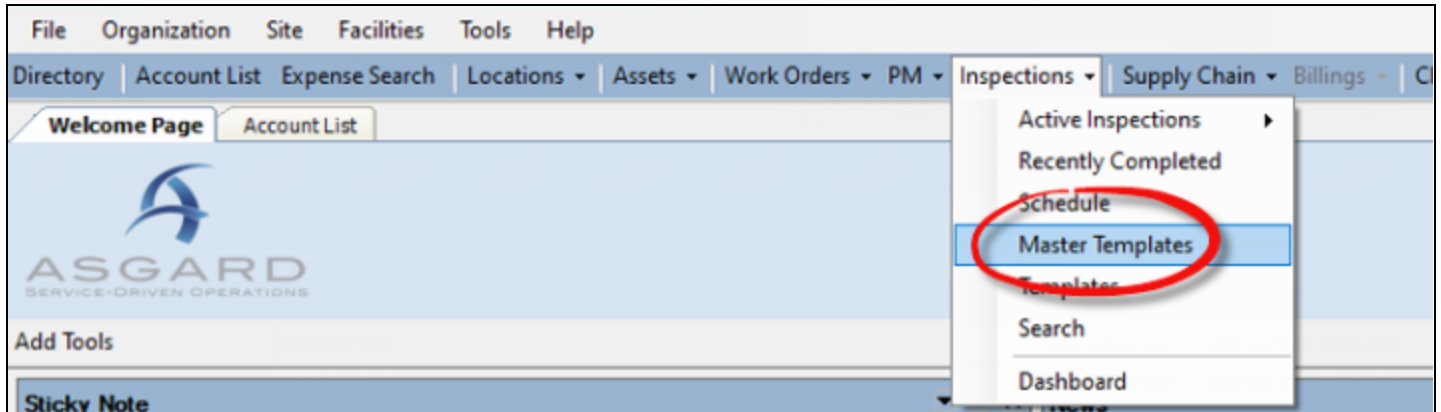 File Organization Site Facilities Tools Help
Directory Account List Expense Search Locations Assets Work Orders PM Inspections Supply Chain Billings
Welcome Page Account List
Active Inspections
Recently Completed
Schedule
Master Templates
Templates
Search
Dashboard
ASGARD
SERVICE-DRIVEN OPERATIONS
Add Tools
Sticky Note
News